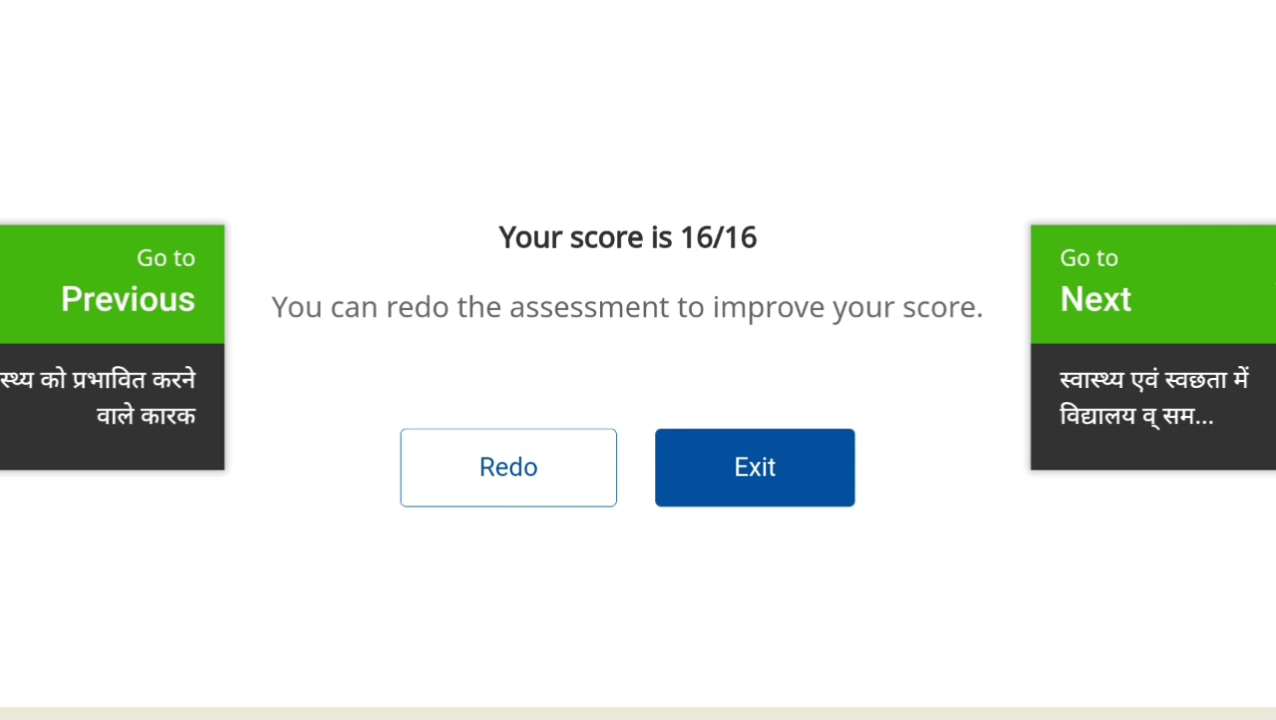 Your score is 16/16
You can redo the assessment to improve your score.
Go to
Previous
स्थ्य को प्रभावित करने
वाले कारक
Go to
Next
स्वास्थ्य एवं स्वछता में
विद्यालय व् सम...
Redo
Exit